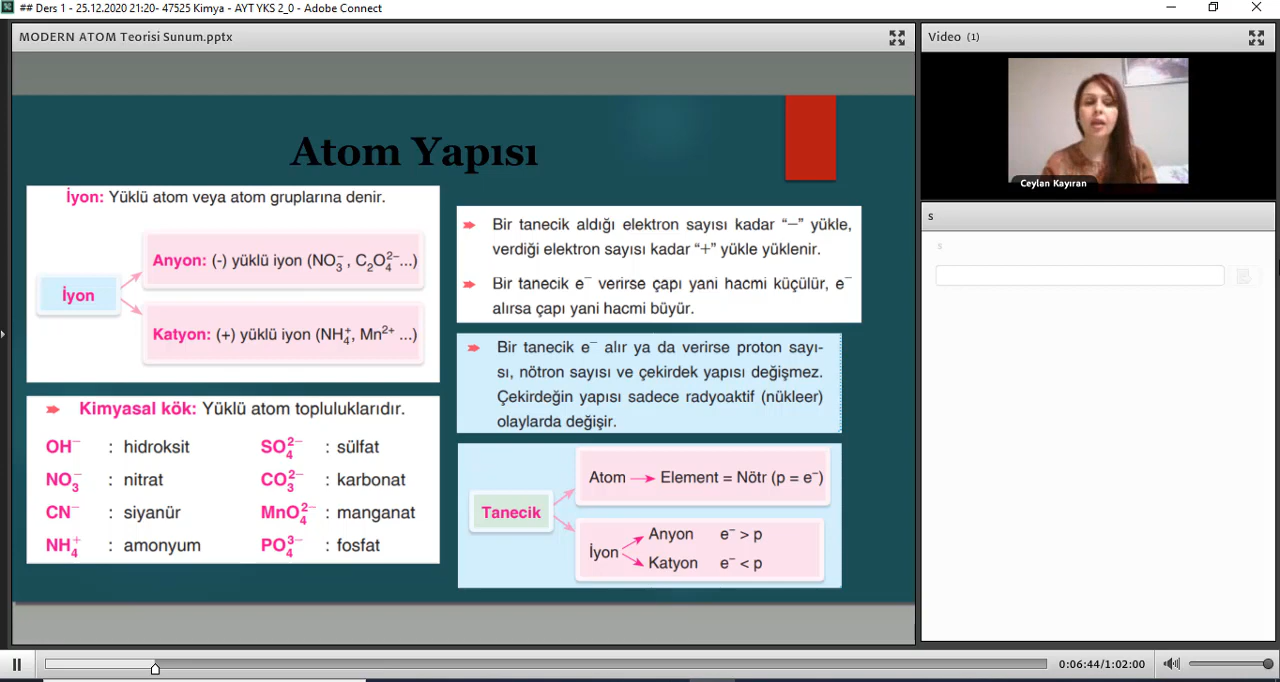 ## Ders 1 - 25.12.2020 21:20- 47525 Kimya - AYT YKS 2_0 - Adobe Connect
MODERN ATOM Teorisi Sunum.pptx
Atom Yapısı
İyon: Yüklü atom veya atom gruplarına denir.
İyon
Anyon: (-) yüklü iyon (NO₃⁻, C₂O₄²⁻...)
Katyon: (+) yüklü iyon (NH₄⁺, Mn²⁺ ...)
Kimyasal kök: Yüklü atom topluluklarıdır.
OH⁻ : hidroksit SO₄²⁻ : sülfat
NO₃⁻ : nitrat CO₃²⁻ : karbonat
CN⁻ : siyanür MnO₄²⁻ : manganat
NH₄⁺ : amonyum PO₄³⁻ : fosfat
Bir tanecik aldığı elektron sayısı kadar “−” yükle,
verdiği elektron sayısı kadar “+” yükle yüklenir.
Bir tanecik e⁻ verirse çapı yani hacmi küçülür, e⁻
alırsa çapı yani hacmi büyür.
Bir tanecik e⁻ alır ya da verirse proton sayı-
sı, nötron sayısı ve çekirdek yapısı değişmez.
Çekirdeğin yapısı sadece radyoaktif (nükleer)
olaylarda değişir.
Tanecik
Atom → Element = Nötr (p = e⁻)
İyon
Anyon e⁻ > p
Katyon e⁻ < p
Video (1)
Ceylan Kayıran
s
s
0:06:44/1:02:00